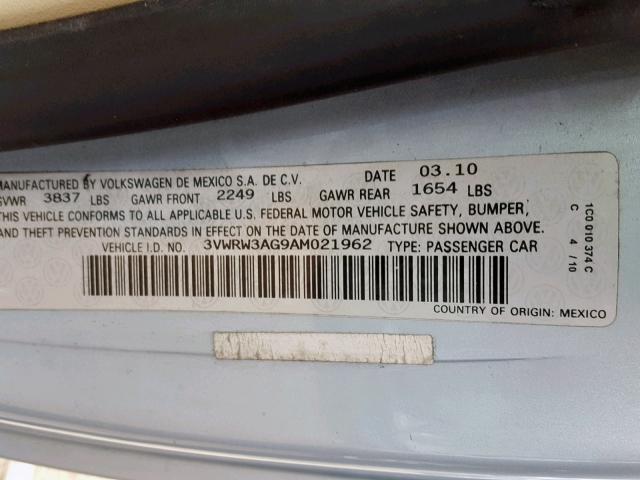 MANUFACTURED BY VOLKSWAGEN DE MEXICO S.A. DE C.V. DATE 03.10
GVWR 3837 LBS GAWR FRONT 2249 LBS GAWR REAR 1654 LBS
THIS VEHICLE CONFORMS TO ALL APPLICABLE U.S. FEDERAL MOTOR VEHICLE SAFETY, BUMPER,
AND THEFT PREVENTION STANDARDS IN EFFECT ON THE DATE OF MANUFACTURE SHOWN ABOVE.
VEHICLE I.D. NO. 3VWRW3AG9AM021962 TYPE: PASSENGER CAR
COUNTRY OF ORIGIN: MEXICO
1C0 010 374 C
C 4 / 10